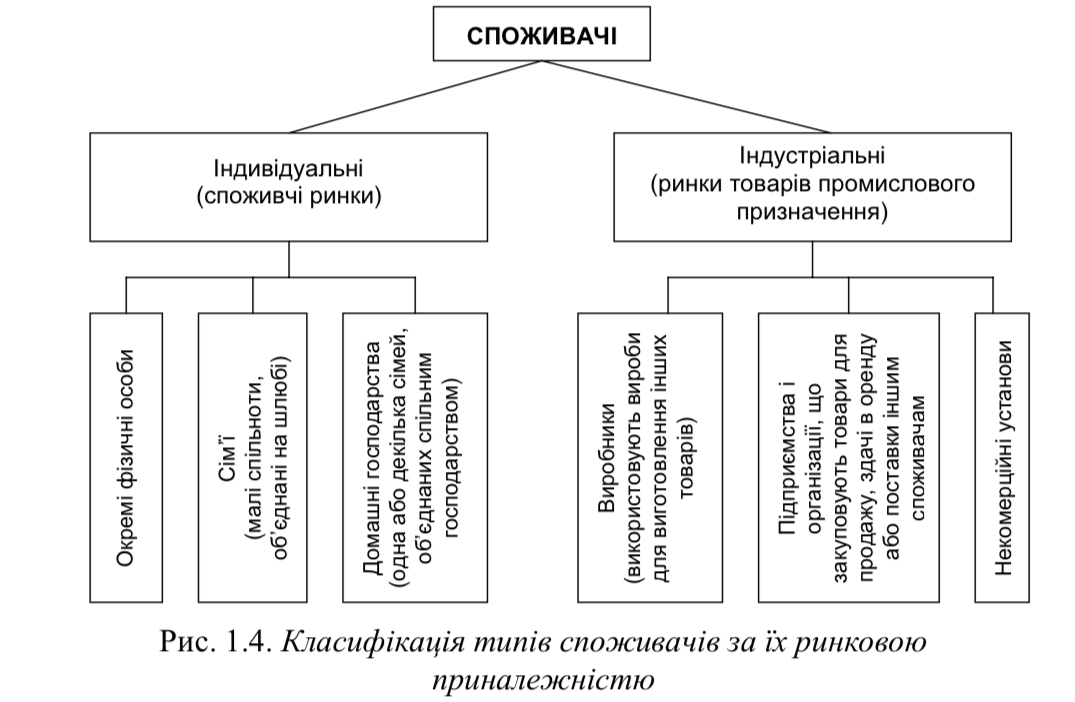 СПОЖИВАЧІ
Індивідуальні
(споживчі ринки)
Індустріальні
(ринки товарів промислового
призначення)
Окремі фізичні особи
Сім’ї
(малі спільноти,
об’єднані на шлюбі)
Домашні господарства
(одна або декілька сімей,
об’єднаних спільним
господарством)
Виробники
(використовують вироби
для виготовлення інших
товарів)
Підприємства і
організації, що
закуповують товари для
продажу, здачі в оренду
або поставки іншим
споживачам
Некомерційні установи
Рис. 1.4. Класифікація типів споживачів за їх ринковою
приналежністю